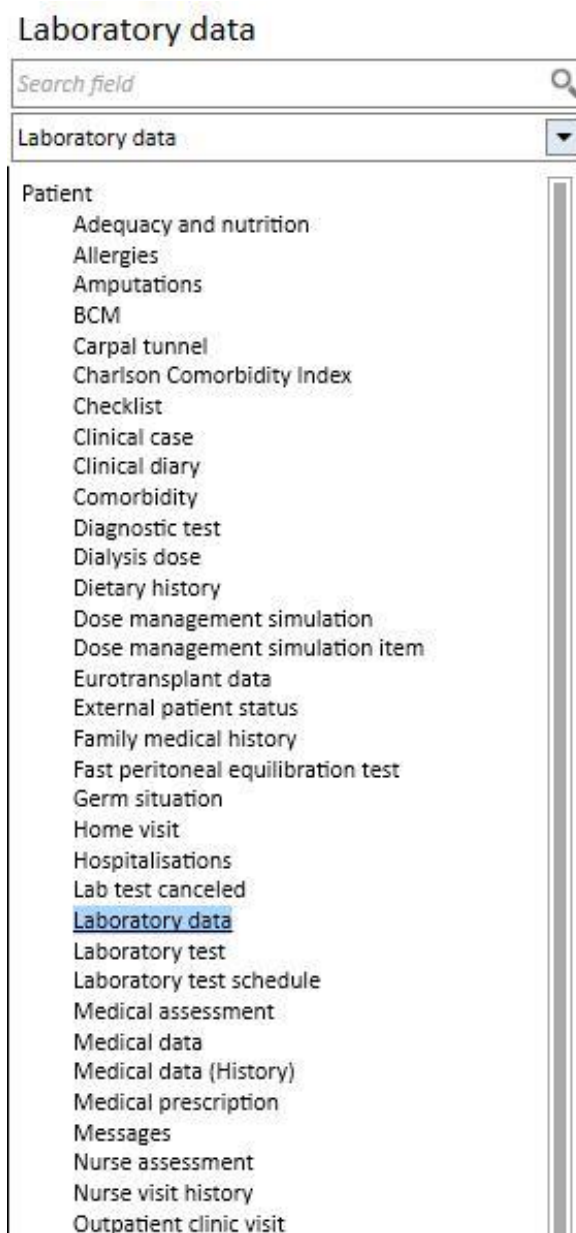 Laboratory data
Search field
Laboratory data
Patient
Adequacy and nutrition
Allergies
Amputations
BCM
Carpal tunnel
Charlson Comorbidity Index
Checklist
Clinical case
Clinical diary
Comorbidity
Diagnostic test
Dialysis dose
Dietary history
Dose management simulation
Dose management simulation item
Eurotransplant data
External patient status
Family medical history
Fast peritoneal equilibration test
Germ situation
Home visit
Hospitalisations
Lab test canceled
Laboratory data
Laboratory test
Laboratory test schedule
Medical assessment
Medical data
Medical data (History)
Medical prescription
Messages
Nurse assessment
Nurse visit history
Outpatient clinic visit